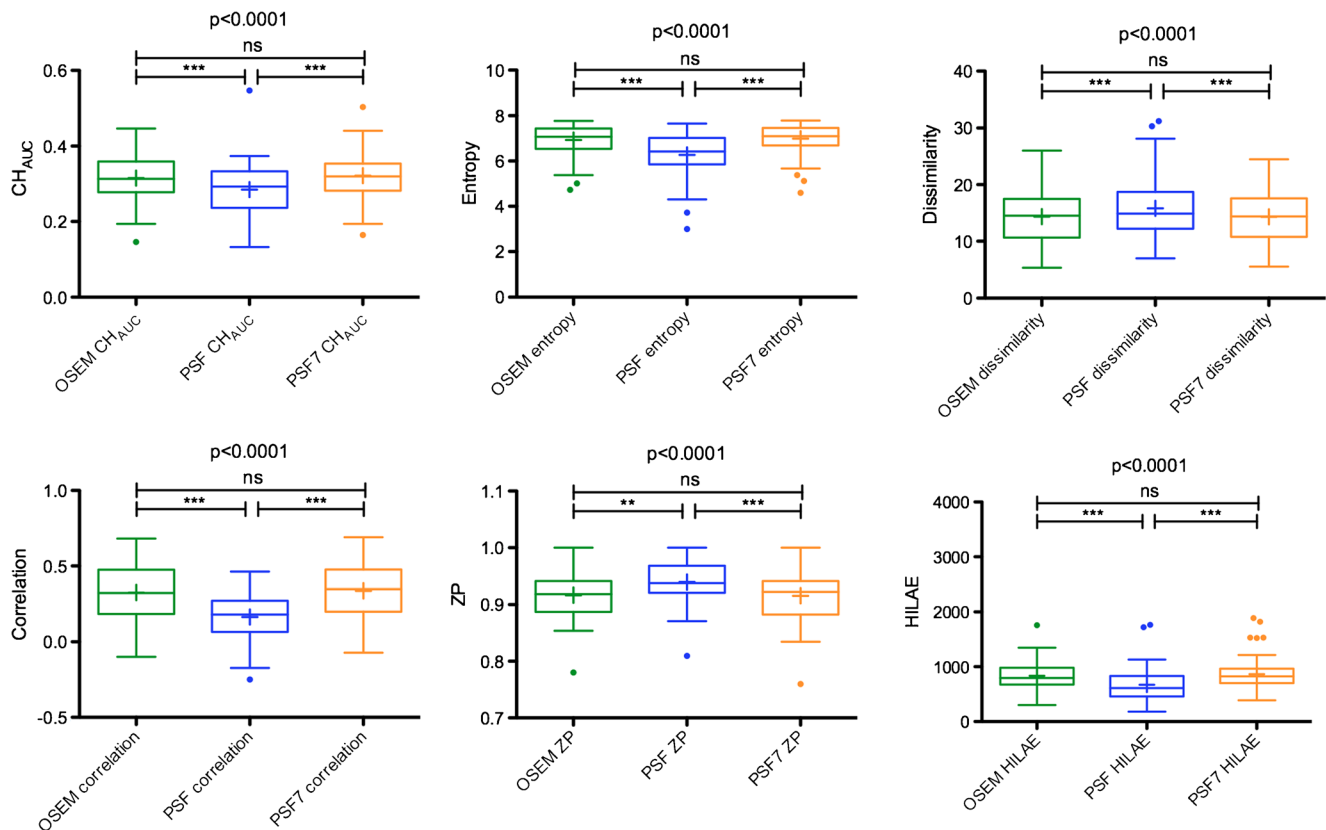 p<0.0001
ns
*** ***
0.6
0.4
0.2
0.0
CHAUC
OSEM CHAUC
PSF CHAUC
PSF7 CHAUC
p<0.0001
ns
*** ***
10
8
6
4
2
0
Entropy
OSEM entropy
PSF entropy
PSF7 entropy
p<0.0001
ns
*** ***
40
30
20
10
0
Dissimilarity
OSEM dissimilarity
PSF dissimilarity
PSF7 dissimilarity
p<0.0001
ns
*** ***
1.0
0.5
0.0
-0.5
Correlation
OSEM correlation
PSF correlation
PSF7 correlation
p<0.0001
ns
** ***
1.1
1.0
0.9
0.8
0.7
ZP
OSEM ZP
PSF ZP
PSF7 ZP
p<0.0001
ns
*** ***
4000
3000
2000
1000
0
HILAE
OSEM HILAE
PSF HILAE
PSF7 HILAE